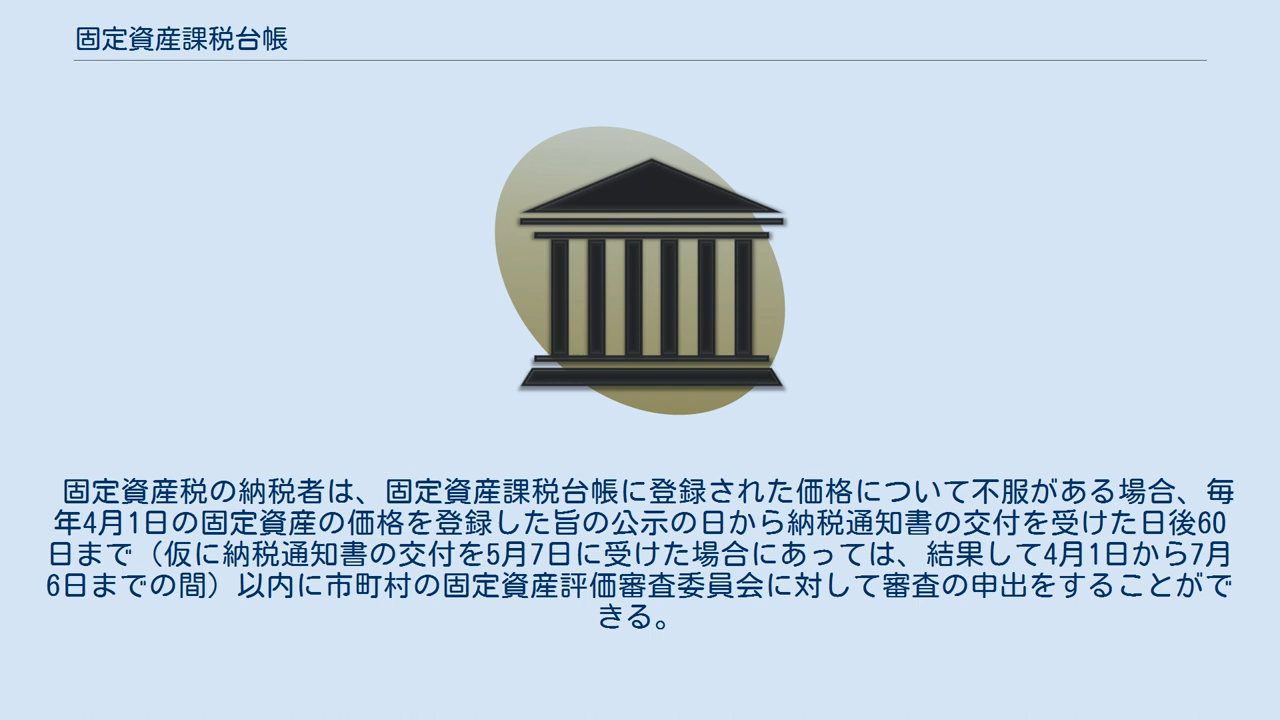 固定資産課税台帳
固定資産税の納税者は、固定資産課税台帳に登録された価格について不服がある場合、毎
年4月1日の固定資産の価格を登録した旨の公示の日から納税通知書の交付を受けた日後60
日まで（仮に納税通知書の交付を5月7日に受けた場合にあっては、結果して4月1日から7月
6日までの間）以内に市町村の固定資産評価審査委員会に対して審査の申出をすることがで
きる。